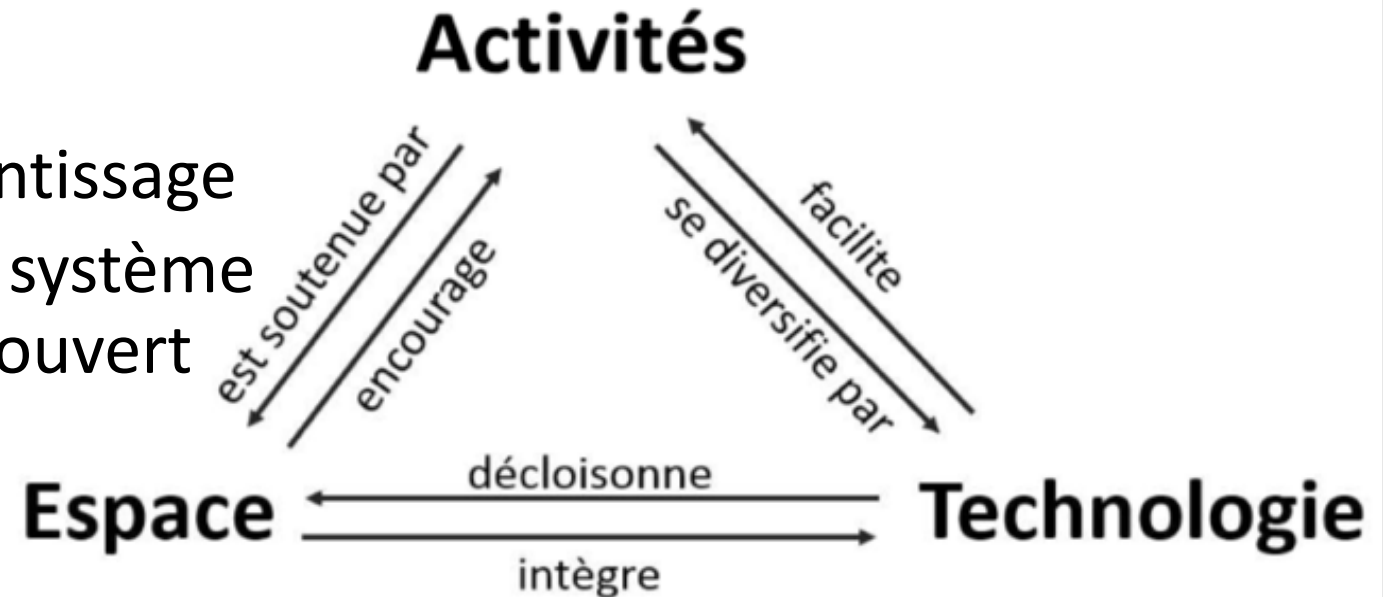 Activités
ntissage
système
ouvert
est soutenue par
encourage
se diversifie par
facilite
Espace
décloisonne
intègre
Technologie